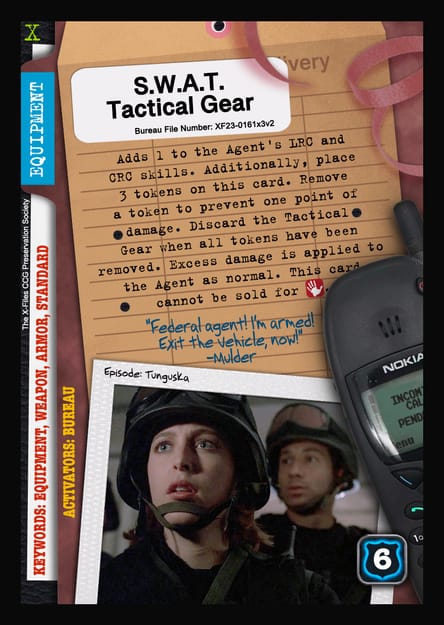 X
ivery
S.W.A.T.
Tactical Gear
Bureau File Number: XF23-0161x3v2
EQUIPMENT
Adds 1 to the Agent's LRC and
CRC skills. Additionally, place
3 tokens on this card. Remove
a token to prevent one point of
damage. Discard the Tactical
Gear when all tokens have been
removed. Excess damage is applied to
the Agent as normal. This card
cannot be sold for .
"Federal agent! I'm armed!
Exit the vehicle, now!"
-Mulder
Episode: Tunguska
The X-Files CCG Preservation Society
KEYWORDS: EQUIPMENT, WEAPON, ARMOR, STANDARD
ACTIVATORS: BUREAU
NOKIA
INCOMI
CAL
PEND
6